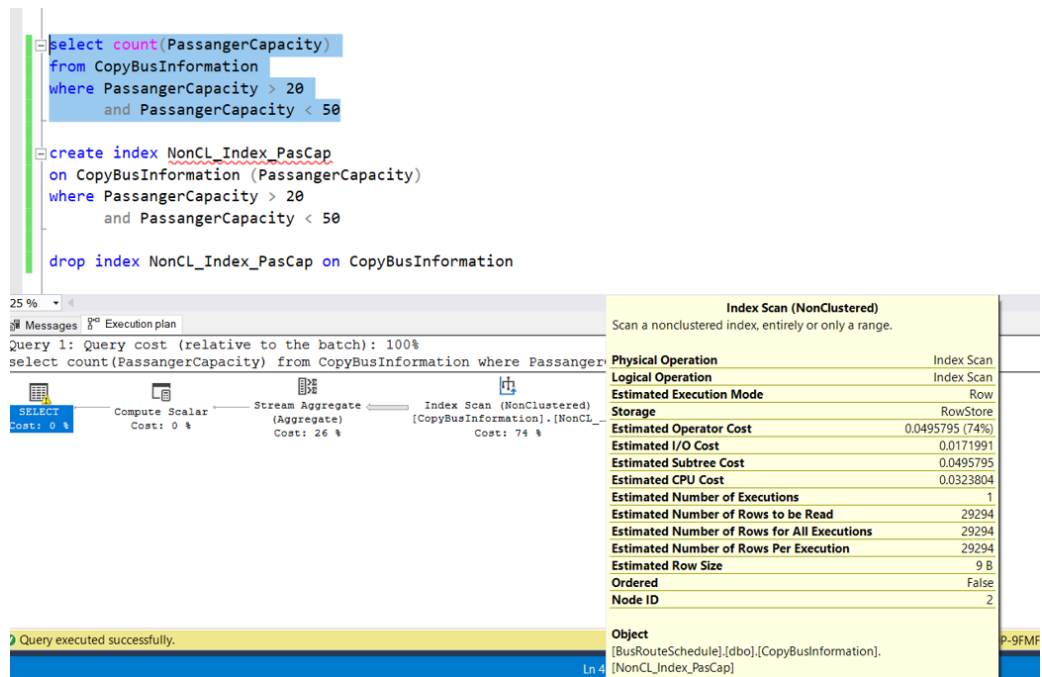 select count(PassangerCapacity)
from CopyBusInformation
where PassangerCapacity > 20
and PassangerCapacity < 50
create index NonCL_Index_PasCap
on CopyBusInformation (PassangerCapacity)
where PassangerCapacity > 20
and PassangerCapacity < 50
drop index NonCL_Index_PasCap on CopyBusInformation
25 %
Messages Execution plan
Query 1: Query cost (relative to the batch): 100%
select count(PassangerCapacity) from CopyBusInformation where Passanger
SELECT
Cost: 0 %
Compute Scalar
Cost: 0 %
Stream Aggregate
(Aggregate)
Cost: 26 %
Index Scan (NonClustered)
[CopyBusInformation].[NonCL_…
Cost: 74 %
Index Scan (NonClustered)
Scan a nonclustered index, entirely or only a range.
Physical Operation Index Scan
Logical Operation Index Scan
Estimated Execution Mode Row
Storage RowStore
Estimated Operator Cost 0.0495795 (74%)
Estimated I/O Cost 0.0171991
Estimated Subtree Cost 0.0495795
Estimated CPU Cost 0.0323804
Estimated Number of Executions 1
Estimated Number of Rows to be Read 29294
Estimated Number of Rows for All Executions 29294
Estimated Number of Rows Per Execution 29294
Estimated Row Size 9 B
Ordered False
Node ID 2
Object
[BusRouteSchedule].[dbo].[CopyBusInformation].
[NonCL_Index_PasCap]
Query executed successfully.
P-9FMF
Ln 4